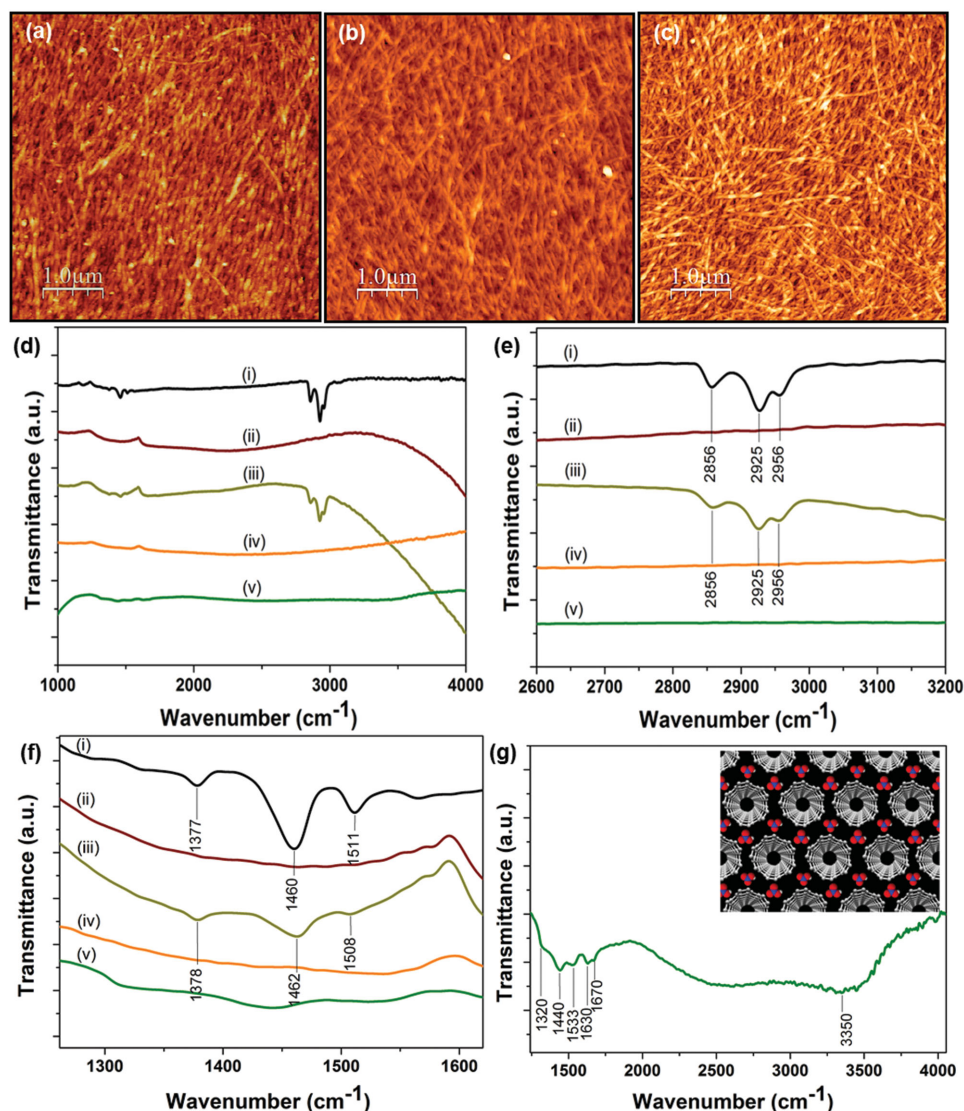 (a)
(b)
(c)
1.0µm
1.0µm
1.0µm
(d)
(i)
(ii)
(iii)
(iv)
(v)
Transmittance (a.u.)
1000 2000 3000 4000
Wavenumber (cm-1)
(e)
(i)
(ii)
(iii)
(iv)
(v)
2856
2925
2956
2856
2925
2956
Transmittance (a.u.)
2600 2700 2800 2900 3000 3100 3200
Wavenumber (cm-1)
(f)
(i)
(ii)
(iii)
(iv)
(v)
1377
1460
1511
1378
1462
1508
Transmittance (a.u.)
1300 1400 1500 1600
Wavenumber (cm-1)
(g)
1320
1440
1533
1630
1670
3350
Transmittance (a.u.)
1500 2000 2500 3000 3500 4000
Wavenumber (cm-1)